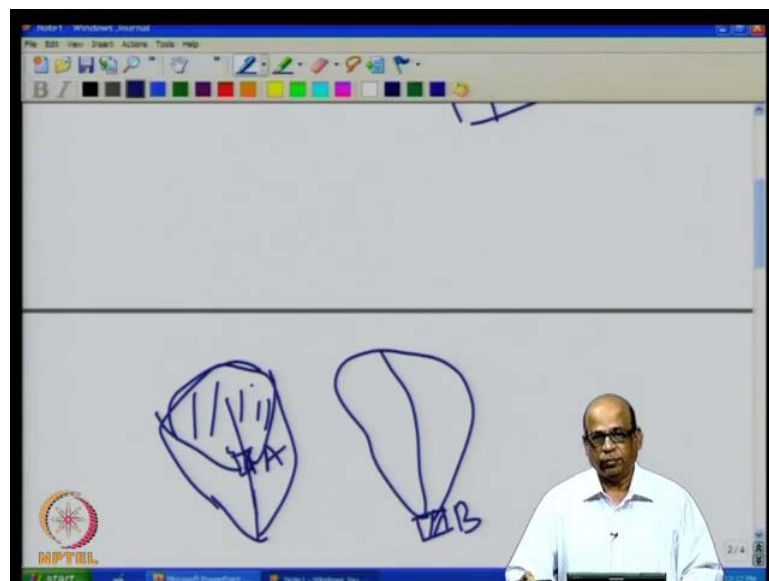 Note1 - Windows Journal
File Edit View Insert Actions Tools Help
B I
A
B
NPTEL
2/4
start
Microsoft PowerPoint
Note1 - Windows Jou...